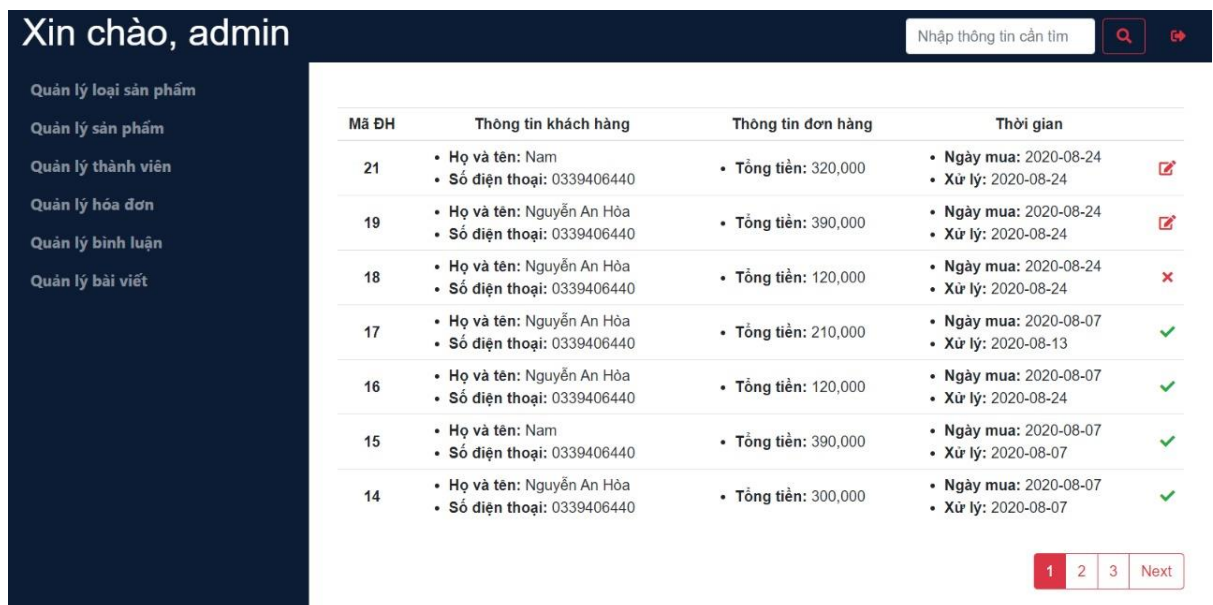 Xin chào, admin
Nhập thông tin cần tìm
Quản lý loại sản phẩm
Quản lý sản phẩm
Quản lý thành viên
Quản lý hóa đơn
Quản lý bình luận
Quản lý bài viết
Mã ĐH Thông tin khách hàng Thông tin đơn hàng Thời gian
21
• Họ và tên: Nam
• Số điện thoại: 0339406440
• Tổng tiền: 320,000
• Ngày mua: 2020-08-24
• Xử lý: 2020-08-24
19
• Họ và tên: Nguyễn An Hòa
• Số điện thoại: 0339406440
• Tổng tiền: 390,000
• Ngày mua: 2020-08-24
• Xử lý: 2020-08-24
18
• Họ và tên: Nguyễn An Hòa
• Số điện thoại: 0339406440
• Tổng tiền: 120,000
• Ngày mua: 2020-08-24
• Xử lý: 2020-08-24
17
• Họ và tên: Nguyễn An Hòa
• Số điện thoại: 0339406440
• Tổng tiền: 210,000
• Ngày mua: 2020-08-07
• Xử lý: 2020-08-13
16
• Họ và tên: Nguyễn An Hòa
• Số điện thoại: 0339406440
• Tổng tiền: 120,000
• Ngày mua: 2020-08-07
• Xử lý: 2020-08-24
15
• Họ và tên: Nam
• Số điện thoại: 0339406440
• Tổng tiền: 390,000
• Ngày mua: 2020-08-07
• Xử lý: 2020-08-07
14
• Họ và tên: Nguyễn An Hòa
• Số điện thoại: 0339406440
• Tổng tiền: 300,000
• Ngày mua: 2020-08-07
• Xử lý: 2020-08-07
1 2 3 Next